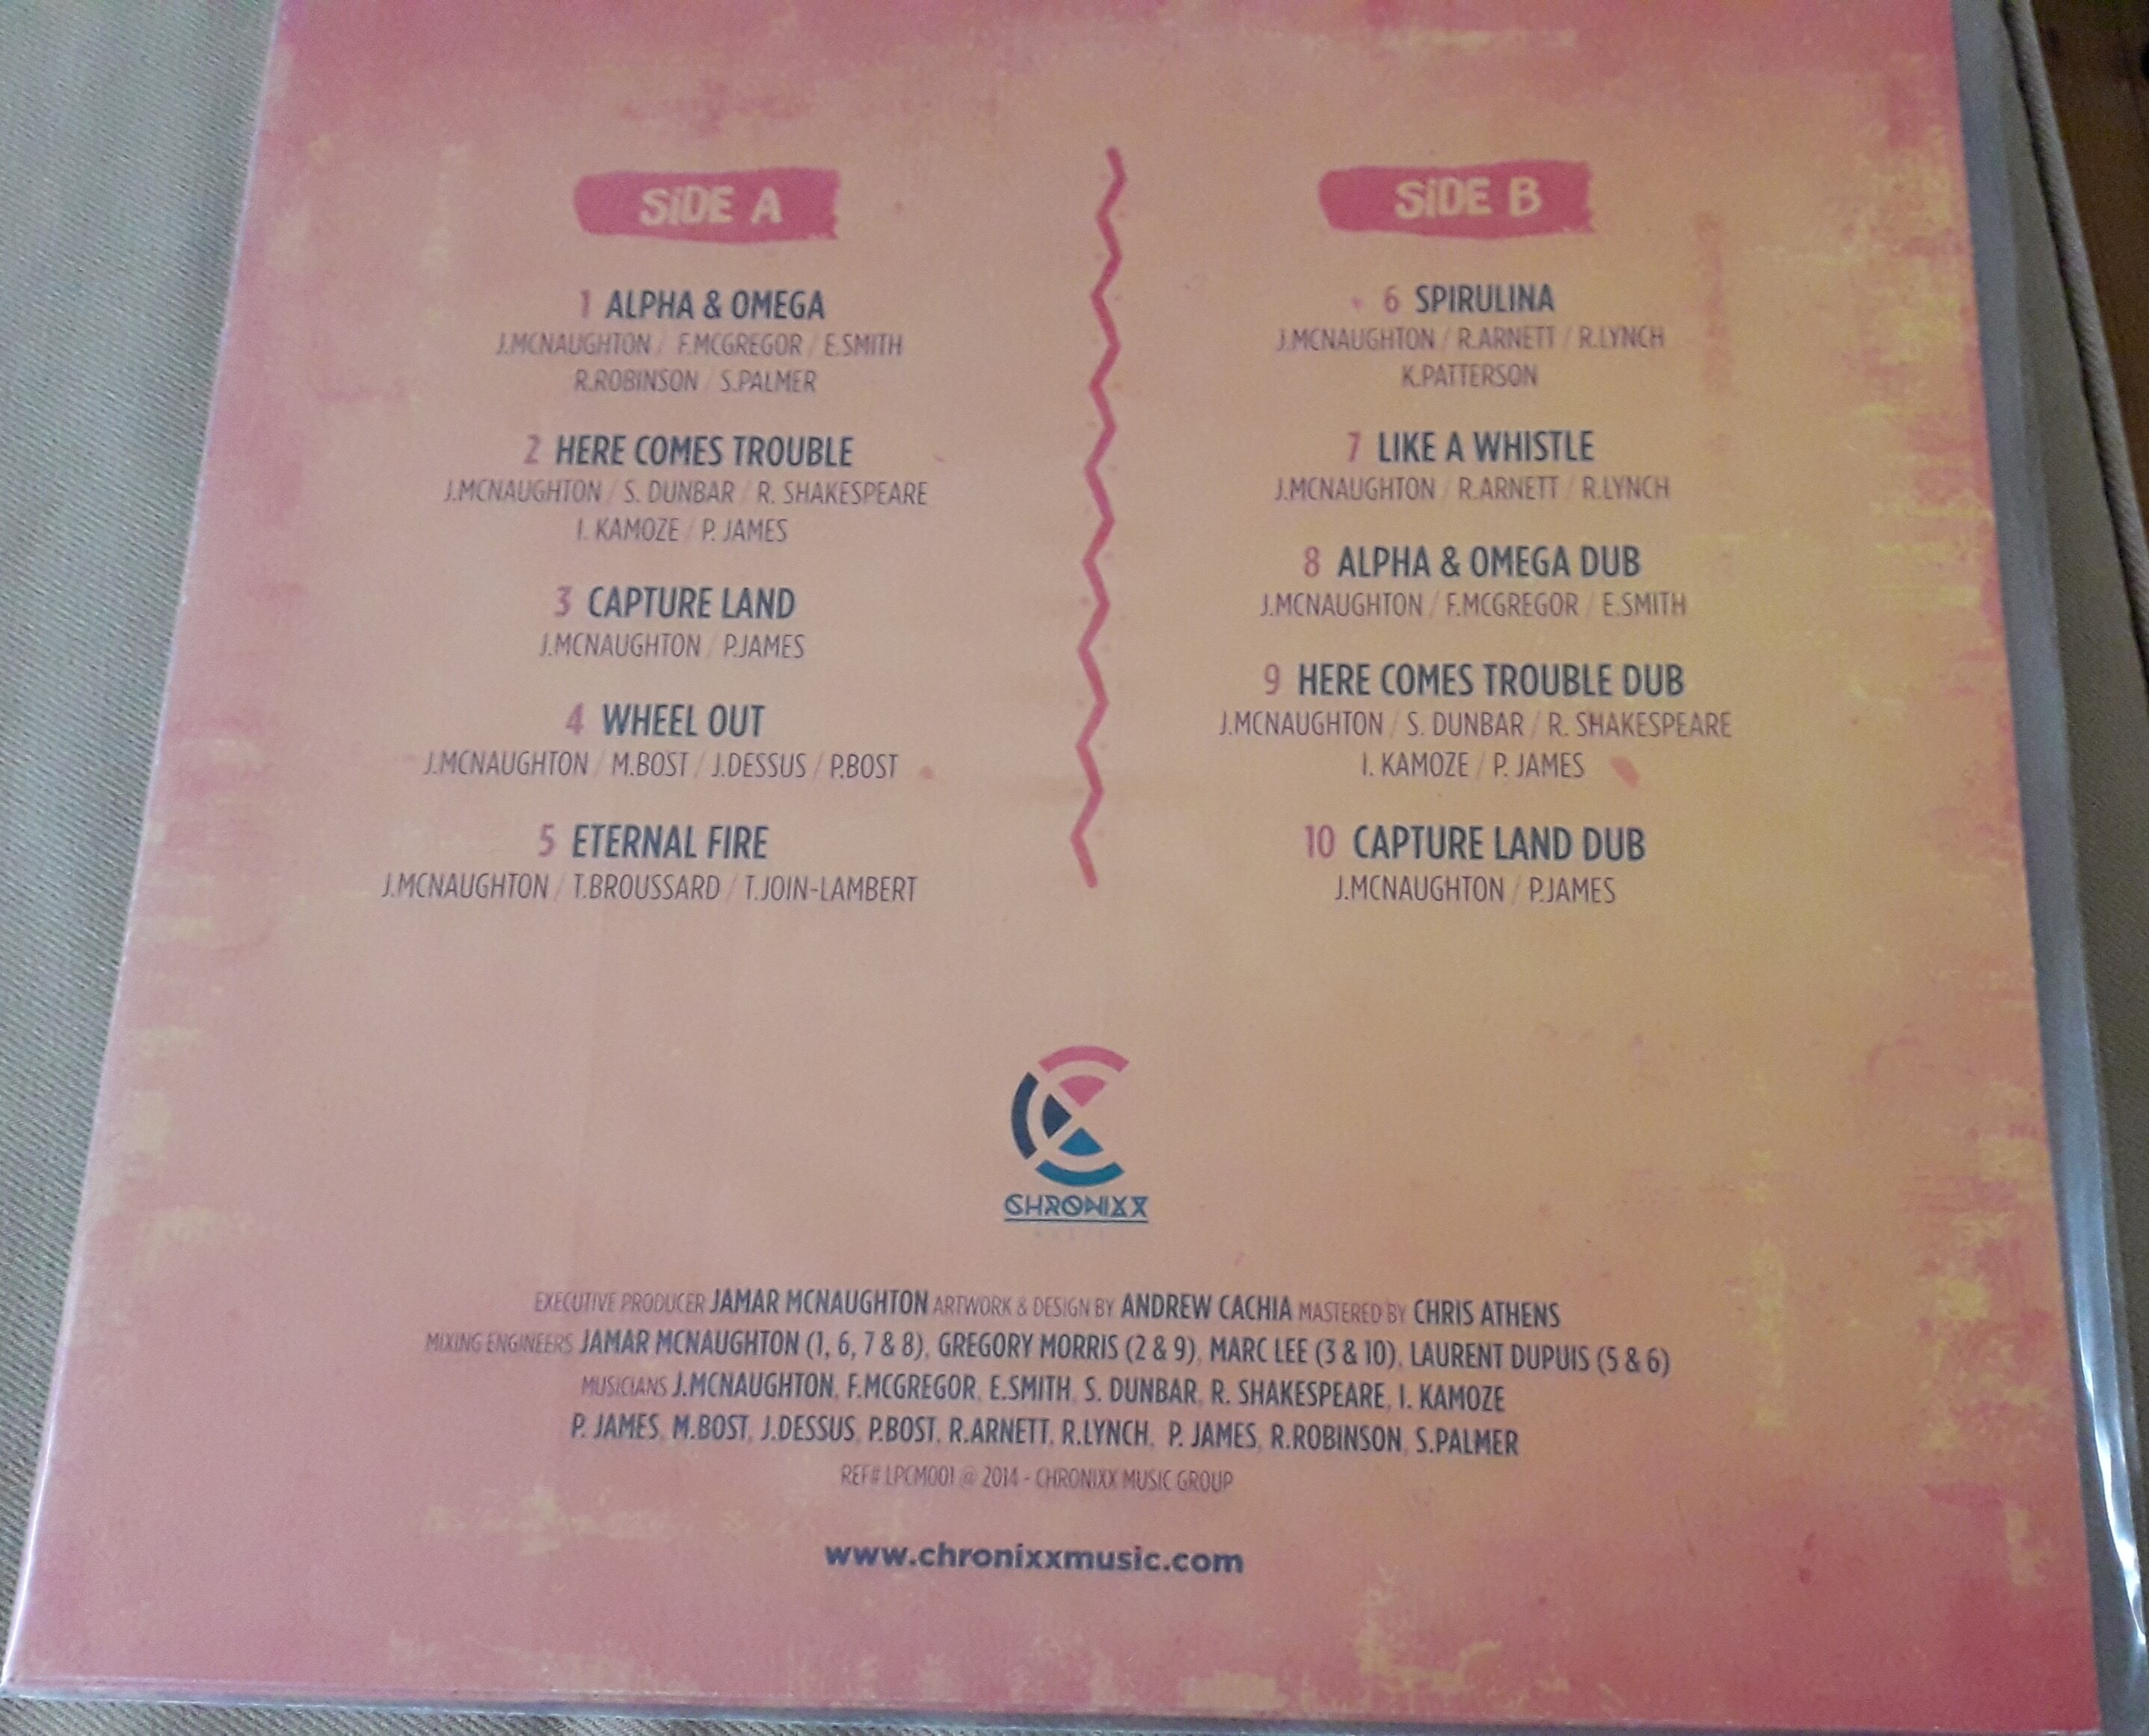 SiDE A
1 ALPHA & OMEGA
J.MCNAUGHTON / F.MCGREGOR / E.SMITH
R.ROBINSON / S.PALMER
2 HERE COMES TROUBLE
J.MCNAUGHTON / S. DUNBAR / R. SHAKESPEARE
I. KAMOZE / P. JAMES
3 CAPTURE LAND
J.MCNAUGHTON / P.JAMES
4 WHEEL OUT
J.MCNAUGHTON / M.BOST / J.DESSUS / P.BOST
5 ETERNAL FIRE
J.MCNAUGHTON / T.BROUSSARD / T.JOIN-LAMBERT
SiDE B
6 SPIRULINA
J.MCNAUGHTON / R.ARNETT / R.LYNCH
K.PATTERSON
7 LIKE A WHISTLE
J.MCNAUGHTON / R.ARNETT / R.LYNCH
8 ALPHA & OMEGA DUB
J.MCNAUGHTON / F.MCGREGOR / E.SMITH
9 HERE COMES TROUBLE DUB
J.MCNAUGHTON / S. DUNBAR / R. SHAKESPEARE
I. KAMOZE / P. JAMES
10 CAPTURE LAND DUB
J.MCNAUGHTON / P.JAMES
CHRONIXX
EXECUTIVE PRODUCER JAMAR MCNAUGHTON ARTWORK & DESIGN BY ANDREW CACHIA MASTERED BY CHRIS ATHENS
MIXING ENGINEERS JAMAR MCNAUGHTON (1, 6, 7 & 8), GREGORY MORRIS (2 & 9), MARC LEE (3 & 10), LAURENT DUPUIS (5 & 6)
MUSICIANS J.MCNAUGHTON, F.MCGREGOR, E.SMITH, S. DUNBAR, R. SHAKESPEARE, I. KAMOZE
P. JAMES, M.BOST, J.DESSUS, P.BOST, R.ARNETT, R.LYNCH, P. JAMES, R.ROBINSON, S.PALMER
REF# LPCM001 @ 2014 - CHRONIXX MUSIC GROUP
www.chronixxmusic.com